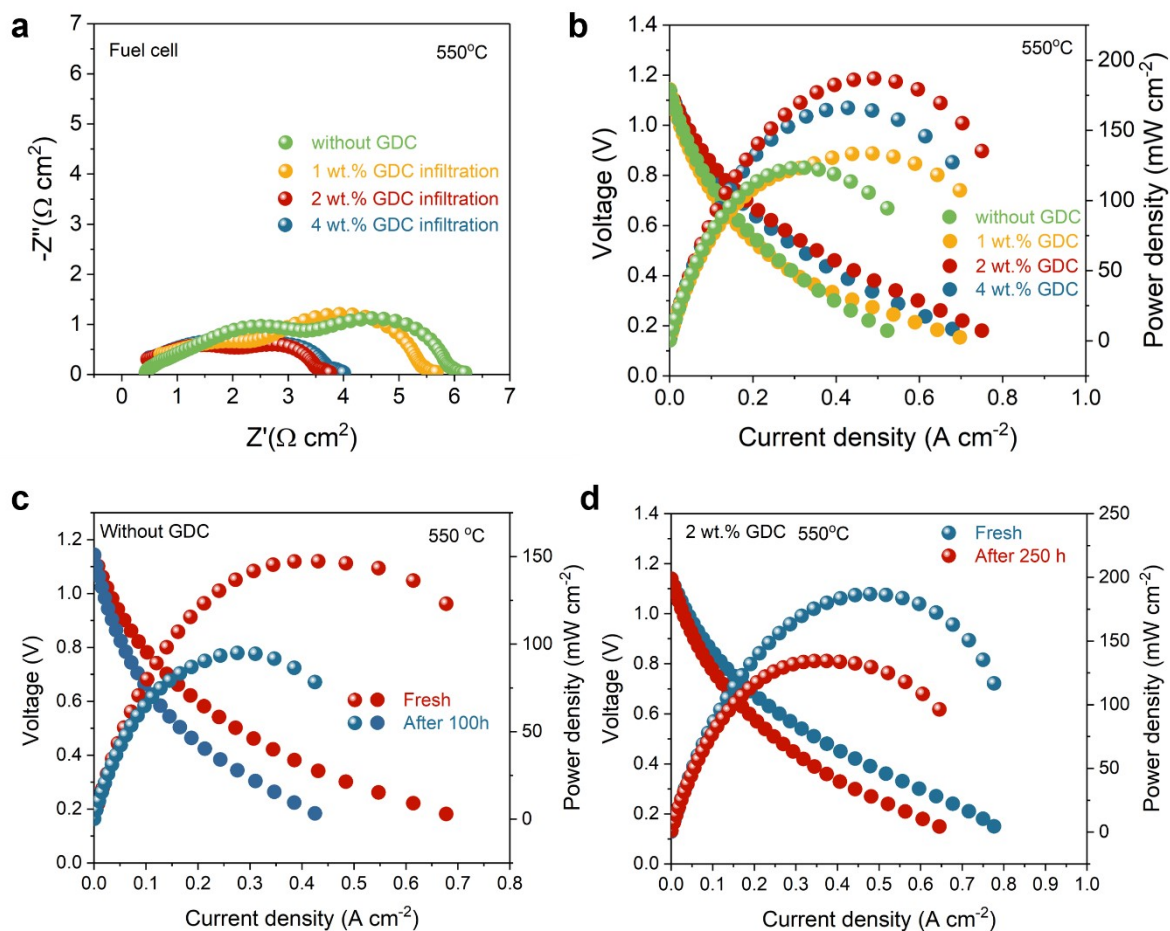 a
Fuel cell
550°C
without GDC
1 wt.% GDC infiltration
2 wt.% GDC infiltration
4 wt.% GDC infiltration
-Z''(Ω cm²)
7
6
5
4
3
2
1
0
0 1 2 3 4 5 6 7
Z'(Ω cm²)
b
550°C
without GDC
1 wt.% GDC
2 wt.% GDC
4 wt.% GDC
Voltage (V)
1.4
1.2
1.0
0.8
0.6
0.4
0.2
0.0
Power density (mW cm⁻²)
200
150
100
50
0
0.0 0.2 0.4 0.6 0.8 1.0
Current density (A cm⁻²)
c
Without GDC
550 °C
Fresh
After 100h
Voltage (V)
1.2
1.0
0.8
0.6
0.4
0.2
0.0
Power density (mW cm⁻²)
150
100
50
0
0.0 0.1 0.2 0.3 0.4 0.5 0.6 0.7 0.8
Current density (A cm⁻²)
d
2 wt.% GDC 550°C
Fresh
After 250 h
Voltage (V)
1.4
1.2
1.0
0.8
0.6
0.4
0.2
0.0
Power density (mW cm⁻²)
250
200
150
100
50
0
0.0 0.1 0.2 0.3 0.4 0.5 0.6 0.7 0.8 0.9 1.0
Current density (A cm⁻²)